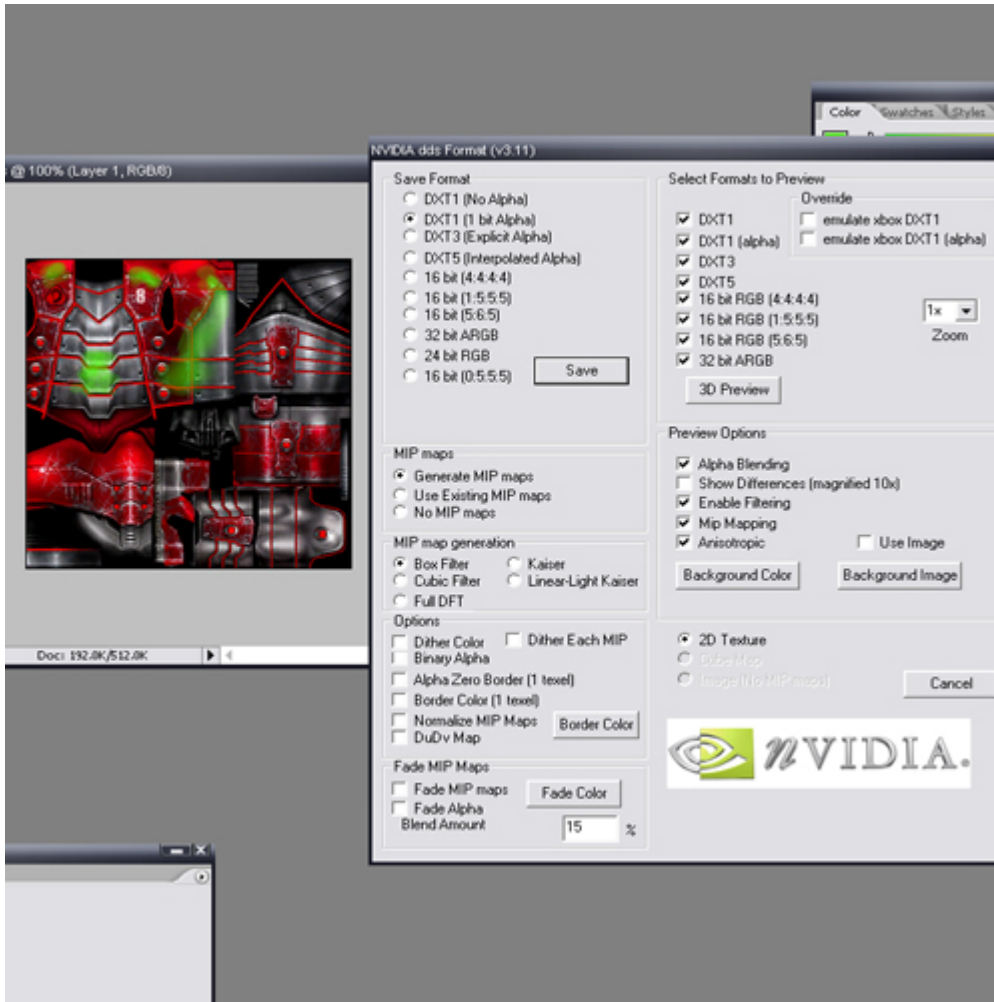 Color Swatches Styles
NVIDIA dds Format (v3.11)
@ 100% (Layer 1, RGB/8)
8
Save Format
DXT1 (No Alpha)
DXT1 (1 bit Alpha)
DXT3 (Explicit Alpha)
DXT5 (Interpolated Alpha)
16 bit (4:4:4:4)
16 bit (1:5:5:5)
16 bit (5:6:5)
32 bit ARGB
24 bit RGB
16 bit (0:5:5:5)
Save
MIP maps
Generate MIP maps
Use Existing MIP maps
No MIP maps
MIP map generation
Box Filter Kaiser
Cubic Filter Linear-Light Kaiser
Full DFT
Options
Dither Color Dither Each MIP
Binary Alpha
Alpha Zero Border (1 texel)
Border Color (1 texel)
Normalize MIP Maps
DuDv Map
Border Color
Fade MIP Maps
Fade MIP maps
Fade Alpha
Fade Color
Blend Amount 15 %
Select Formats to Preview
Override
DXT1
DXT1 (alpha)
DXT3
DXT5
16 bit RGB (4:4:4:4)
16 bit RGB (1:5:5:5)
16 bit RGB (5:6:5)
32 bit ARGB
emulate xbox DXT1
emulate xbox DXT1 (alpha)
1x
Zoom
3D Preview
Preview Options
Alpha Blending
Show Differences (magnified 10x)
Enable Filtering
Mip Mapping
Anisotropic Use Image
Background Color Background Image
2D Texture
Cube Map
Image (No MIP maps)
Cancel
nVIDIA.
Doc: 192.0K/512.0K